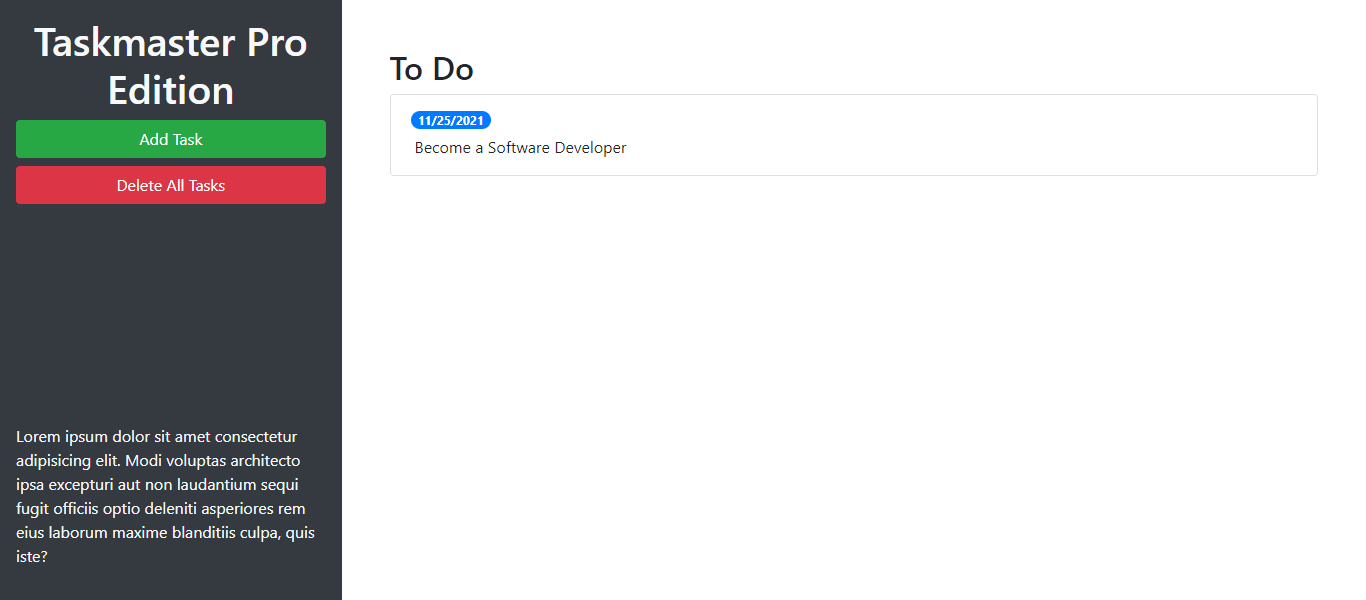 Taskmaster Pro
Edition
Add Task
Delete All Tasks
Lorem ipsum dolor sit amet consectetur
adipisicing elit. Modi voluptas architecto
ipsa excepturi aut non laudantium sequi
fugit officiis optio deleniti asperiores rem
eius laborum maxime blanditiis culpa, quis
iste?
To Do
11/25/2021
Become a Software Developer